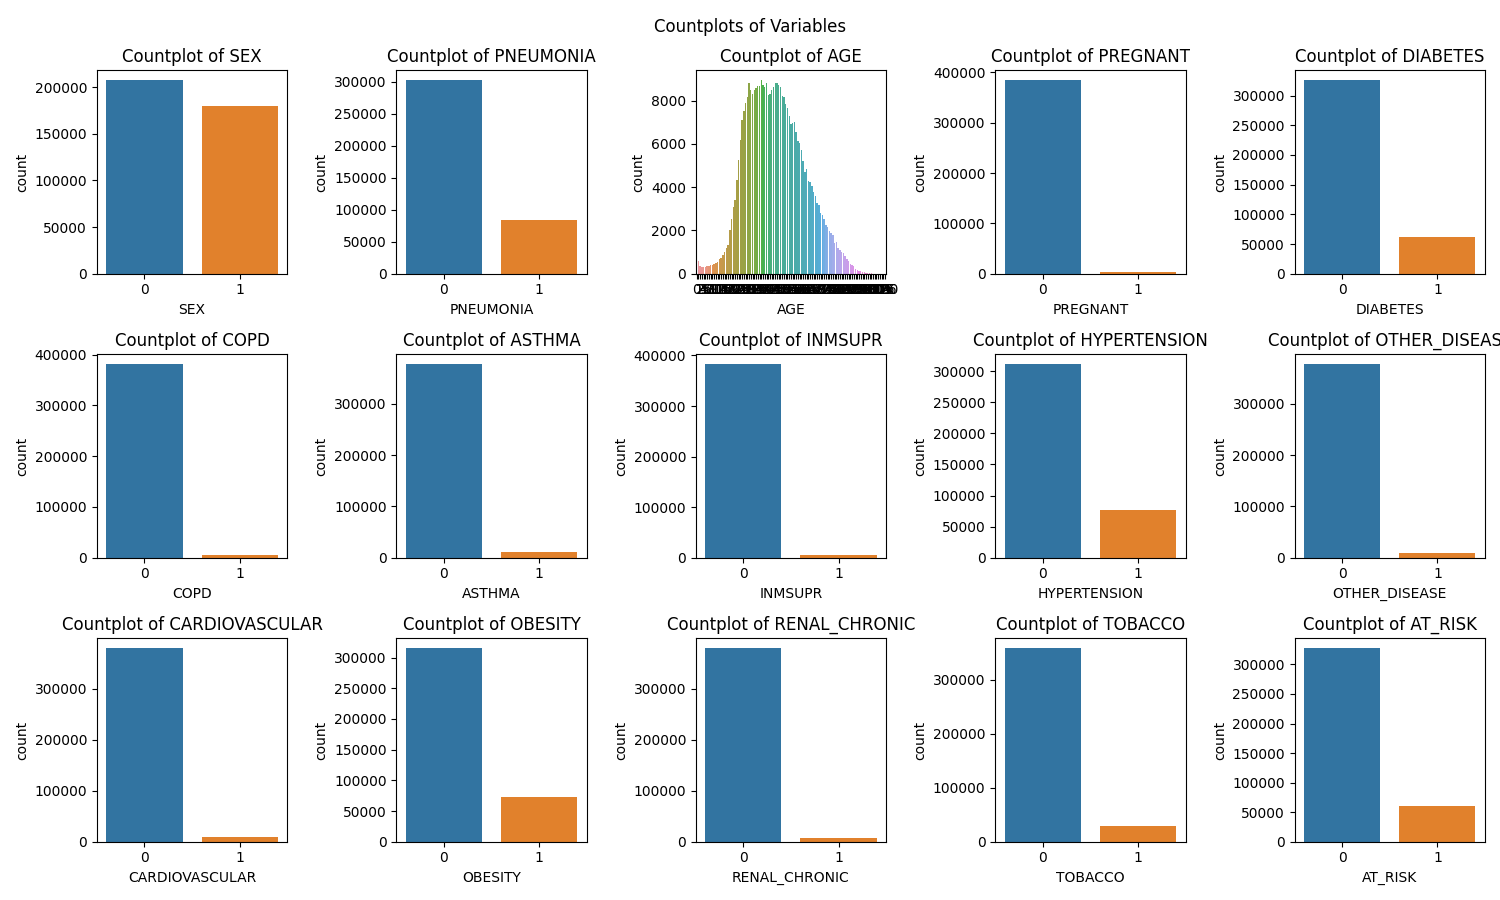 Countplots of Variables
Countplot of SEX
count
200000
150000
100000
50000
0
0 1
SEX
Countplot of PNEUMONIA
count
300000
250000
200000
150000
100000
50000
0
0 1
PNEUMONIA
Countplot of AGE
count
8000
6000
4000
2000
0
AGE
Countplot of PREGNANT
count
400000
300000
200000
100000
0
0 1
PREGNANT
Countplot of DIABETES
count
300000
250000
200000
150000
100000
50000
0
0 1
DIABETES
Countplot of COPD
count
400000
300000
200000
100000
0
0 1
COPD
Countplot of ASTHMA
count
300000
200000
100000
0
0 1
ASTHMA
Countplot of INMSUPR
count
400000
300000
200000
100000
0
0 1
INMSUPR
Countplot of HYPERTENSION
count
300000
250000
200000
150000
100000
50000
0
0 1
HYPERTENSION
Countplot of OTHER_DISEAS
count
300000
200000
100000
0
0 1
OTHER_DISEASE
Countplot of CARDIOVASCULAR
count
300000
200000
100000
0
0 1
CARDIOVASCULAR
Countplot of OBESITY
count
300000
250000
200000
150000
100000
50000
0
0 1
OBESITY
Countplot of RENAL_CHRONIC
count
300000
200000
100000
0
0 1
RENAL_CHRONIC
Countplot of TOBACCO
count
300000
200000
100000
0
0 1
TOBACCO
Countplot of AT_RISK
count
300000
250000
200000
150000
100000
50000
0
0 1
AT_RISK